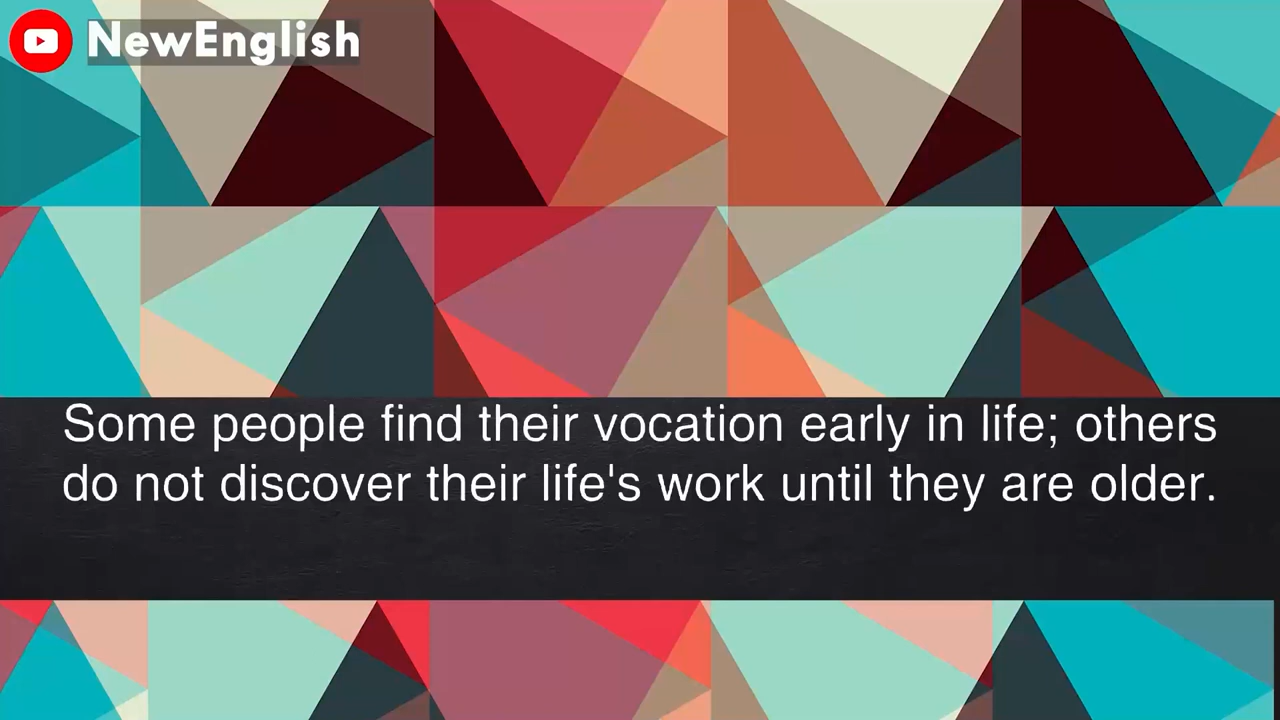 NewEnglish
Some people find their vocation early in life; others
do not discover their life's work until they are older.